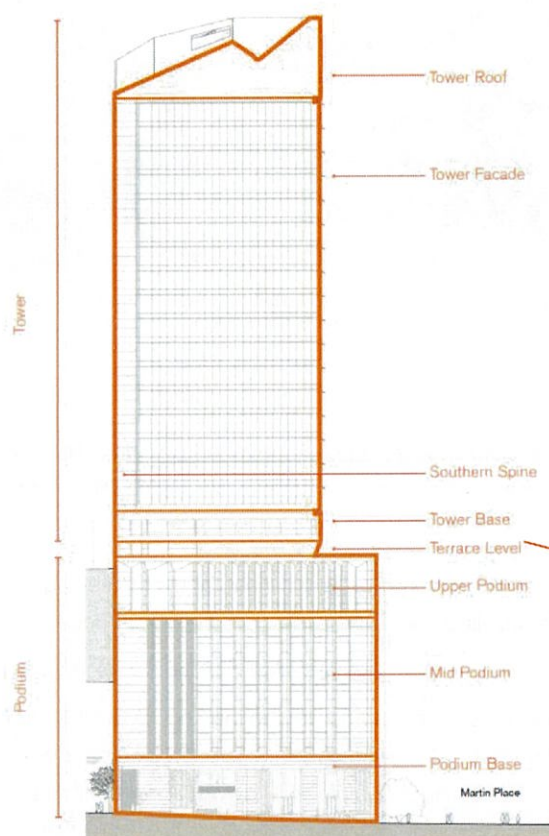 Tower Roof
Tower Facade
Tower
Southern Spine
Tower Base
Terrace Level
Upper Podium
Mid Podium
Podium
Podium Base
Martin Place